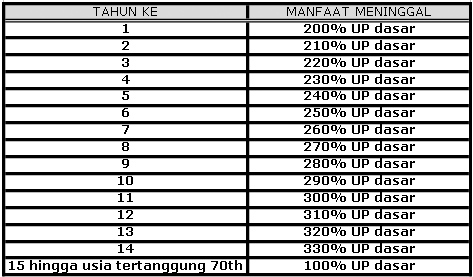 TAHUN KE MANFAAT MENINGGAL
1 200% UP dasar
2 210% UP dasar
3 220% UP dasar
4 230% UP dasar
5 240% UP dasar
6 250% UP dasar
7 260% UP dasar
8 270% UP dasar
9 280% UP dasar
10 290% UP dasar
11 300% UP dasar
12 310% UP dasar
13 320% UP dasar
14 330% UP dasar
15 hingga usia tertanggung 70th 100% UP dasar